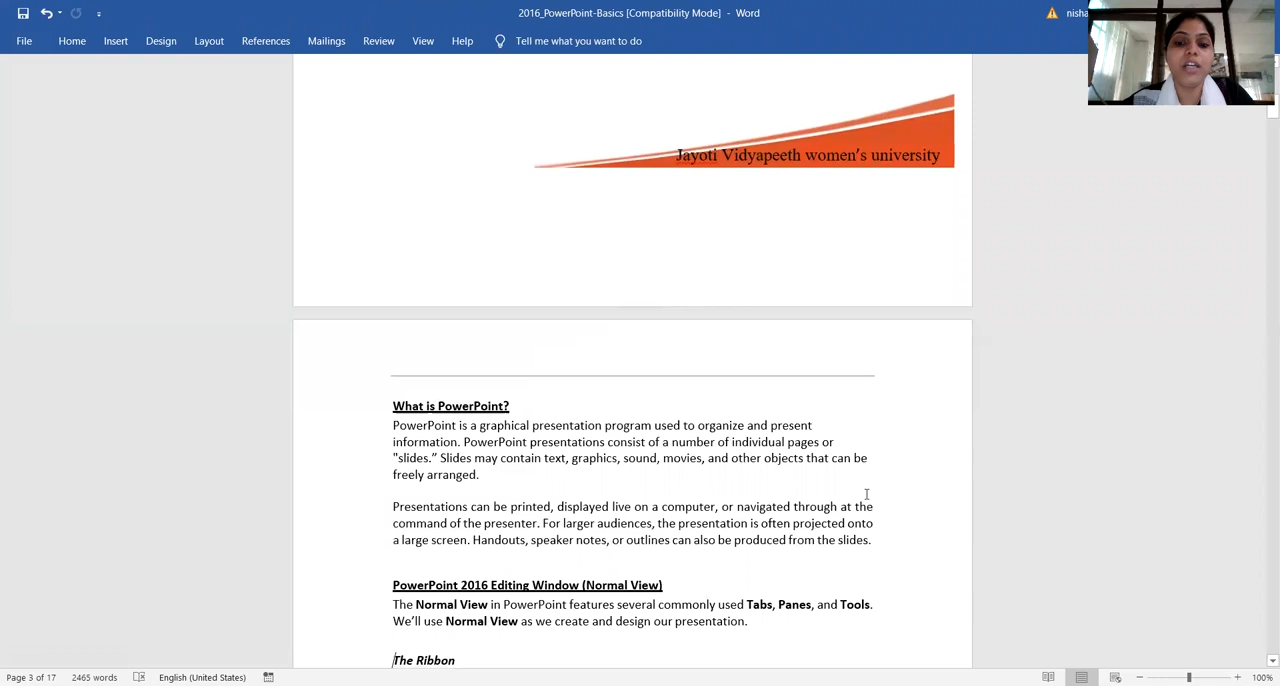 2016_PowerPoint-Basics [Compatibility Mode] - Word
nisha
File Home Insert Design Layout References Mailings Review View Help Tell me what you want to do
Jayoti Vidyapeeth women's university
What is PowerPoint?
PowerPoint is a graphical presentation program used to organize and present
information. PowerPoint presentations consist of a number of individual pages or
"slides.” Slides may contain text, graphics, sound, movies, and other objects that can be
freely arranged.
Presentations can be printed, displayed live on a computer, or navigated through at the
command of the presenter. For larger audiences, the presentation is often projected onto
a large screen. Handouts, speaker notes, or outlines can also be produced from the slides.
PowerPoint 2016 Editing Window (Normal View)
The Normal View in PowerPoint features several commonly used Tabs, Panes, and Tools.
We’ll use Normal View as we create and design our presentation.
The Ribbon
Page 3 of 17 2465 words English (United States) 100%